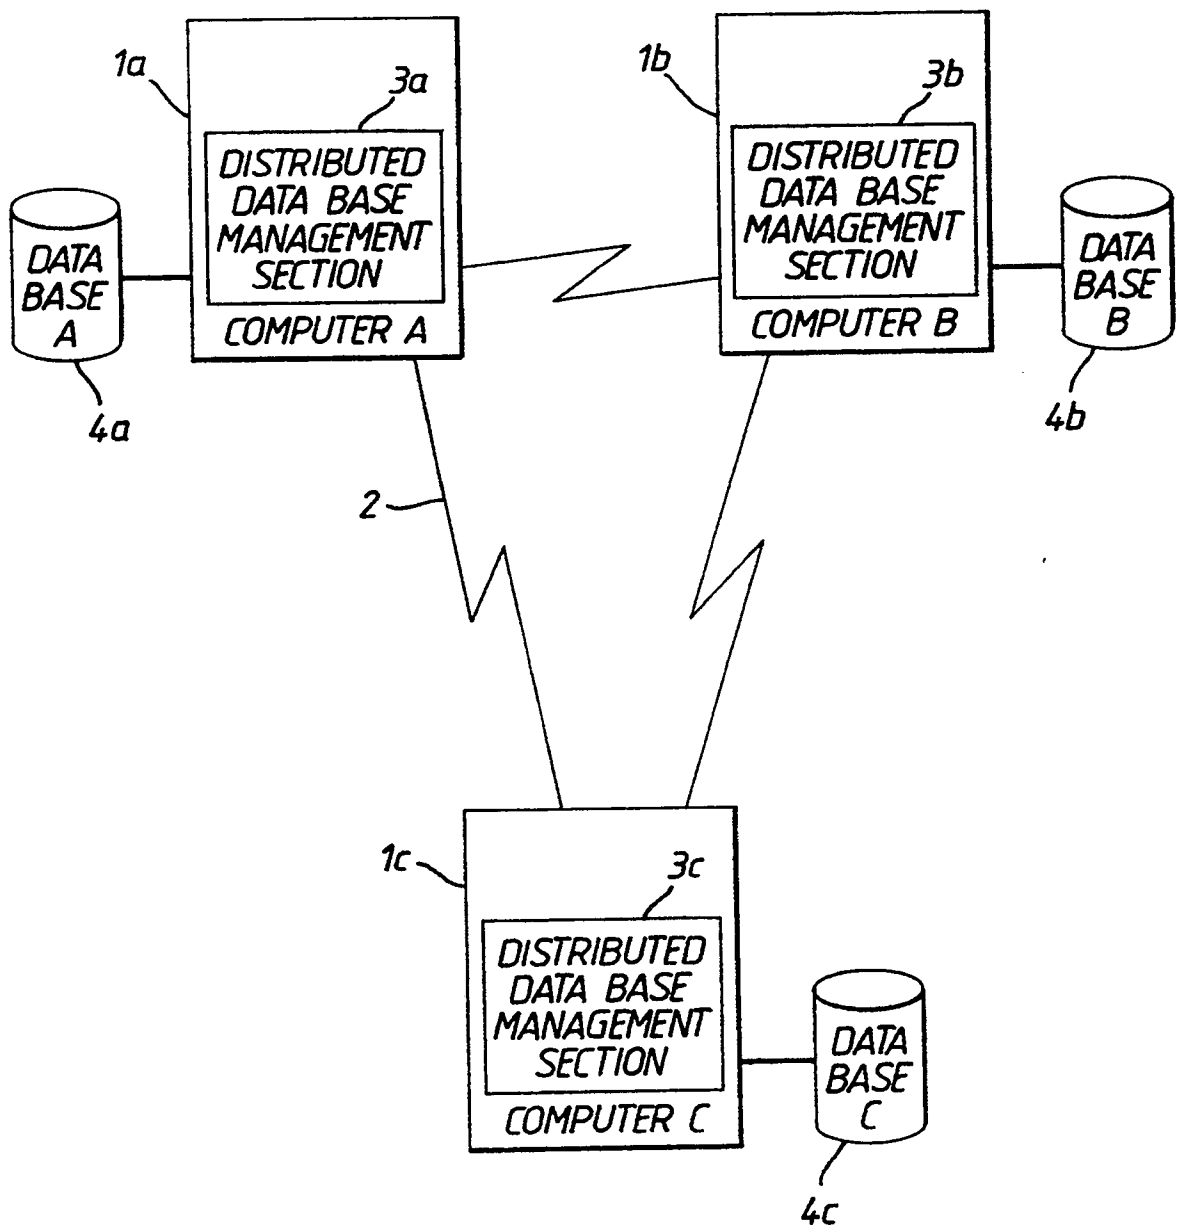 1a
3a
DISTRIBUTED
DATA BASE
MANAGEMENT
SECTION
COMPUTER A
DATA
BASE
A
4a
1b
3b
DISTRIBUTED
DATA BASE
MANAGEMENT
SECTION
COMPUTER B
DATA
BASE
B
4b
2
1c
3c
DISTRIBUTED
DATA BASE
MANAGEMENT
SECTION
COMPUTER C
DATA
BASE
C
4c